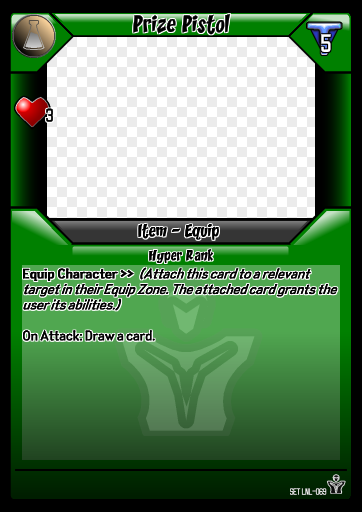 Prize Pistol
5
3
Item - Equip
Hyper Rank
Equip Character >> (Attach this card to a relevant
target in their Equip Zone. The attached card grants the
user its abilities.)
On Attack: Draw a card.
SET LNL-069